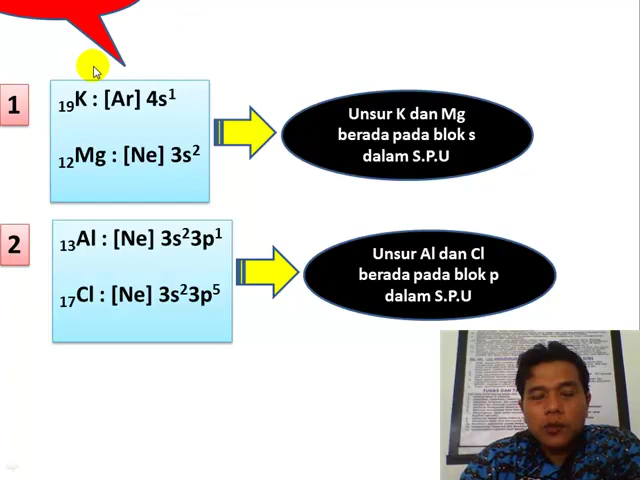 1
₁₉K : [Ar] 4s¹
₁₂Mg : [Ne] 3s²
Unsur K dan Mg
berada pada blok s
dalam S.P.U
2
₁₃Al : [Ne] 3s²3p¹
₁₇Cl : [Ne] 3s²3p⁵
Unsur Al dan Cl
berada pada blok p
dalam S.P.U